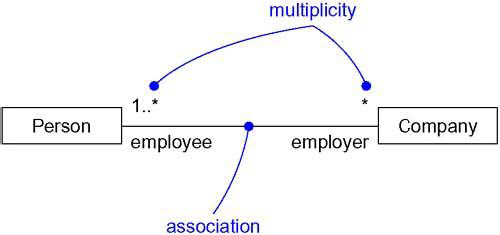 multiplicity
1..*
*
Person
Company
employee
employer
association